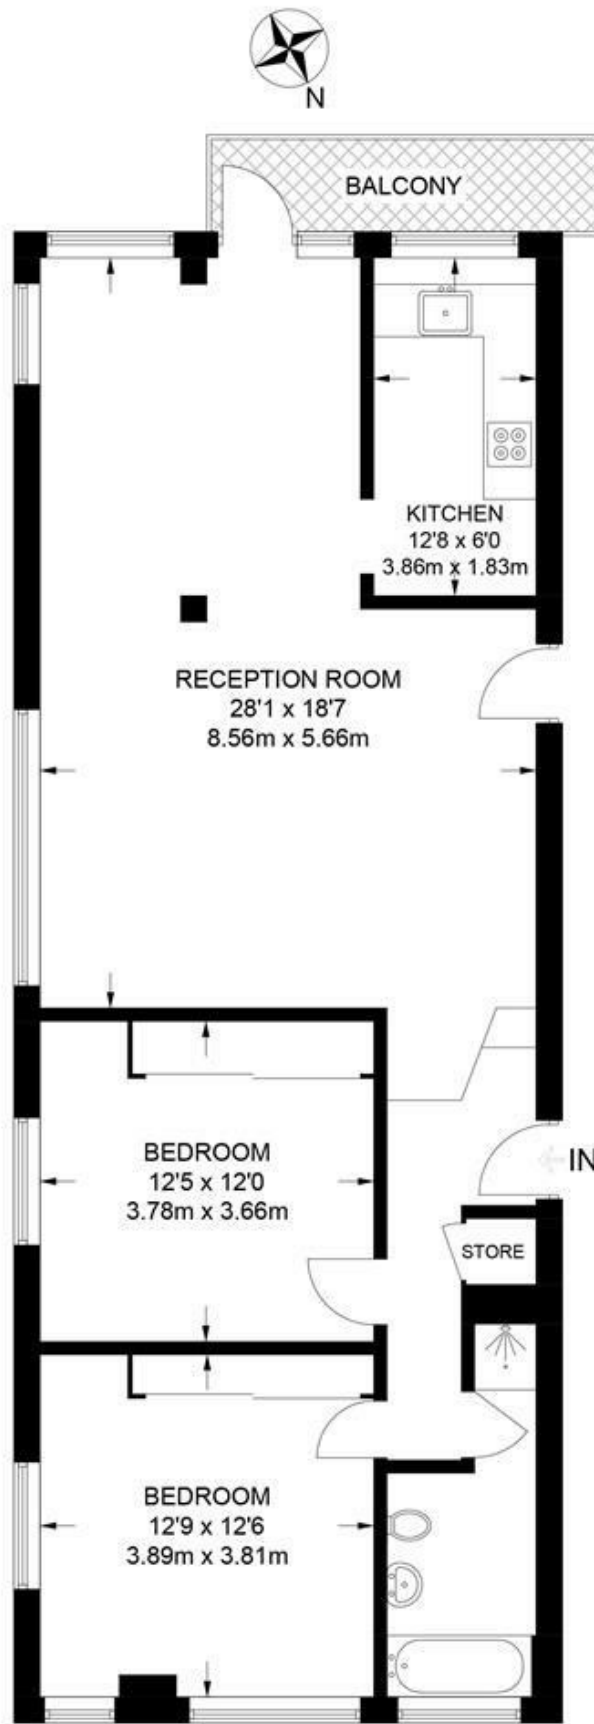 N
BALCONY
KITCHEN
12'8 x 6'0
3.86m x 1.83m
RECEPTION ROOM
28'1 x 18'7
8.56m x 5.66m
BEDROOM
12'5 x 12'0
3.78m x 3.66m
IN
STORE
BEDROOM
12'9 x 12'6
3.89m x 3.81m